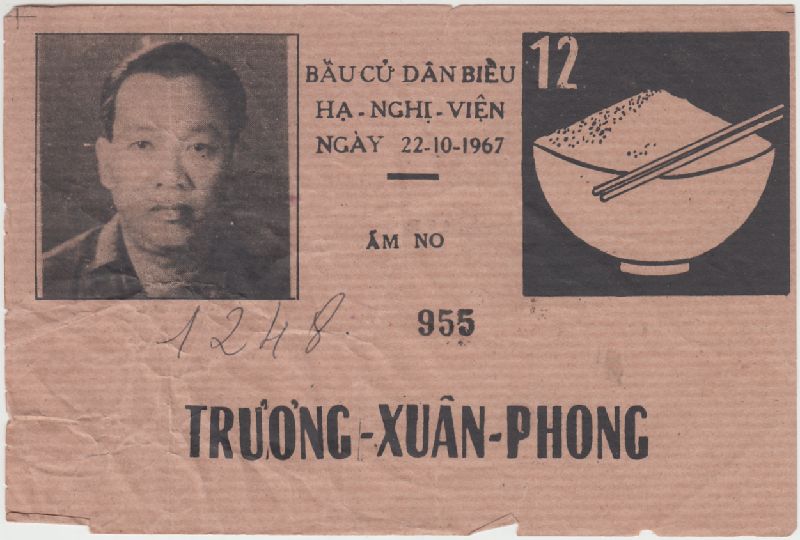 12
BẦU CỬ DÂN BIỂU
HẠ - NGHỊ - VIỆN
NGÀY 22-10-1967
ẤM NO
1248
955
TRƯƠNG-XUÂN-PHONG